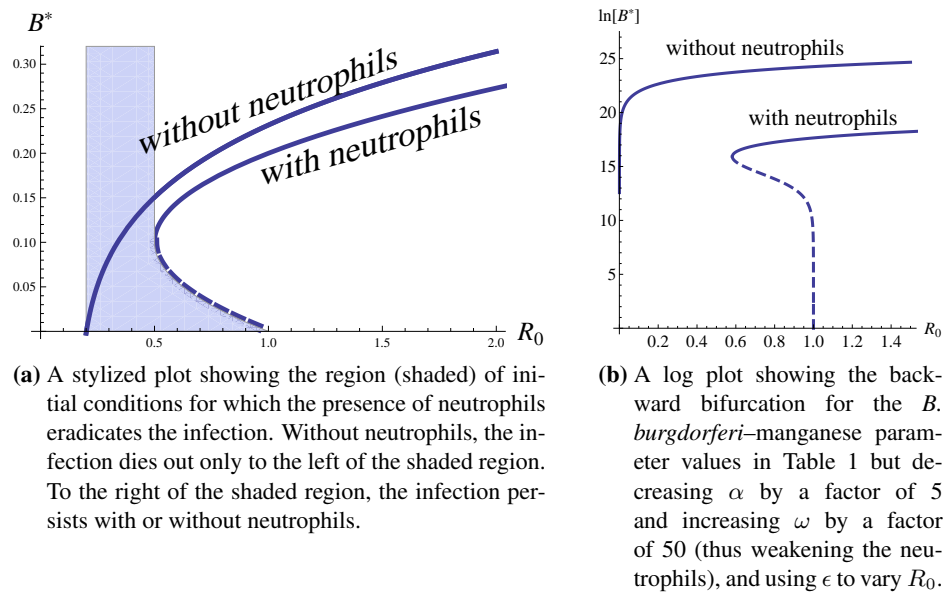 B*
0.30
0.25
0.20
0.15
0.10
0.05
0.5
1.0
1.5
2.0
R0
without neutrophils
with neutrophils
(a) A stylized plot showing the region (shaded) of ini-
tial conditions for which the presence of neutrophils
eradicates the infection. Without neutrophils, the in-
fection dies out only to the left of the shaded region.
To the right of the shaded region, the infection per-
sists with or without neutrophils.
ln[B*]
25
20
15
10
5
0.2 0.4 0.6 0.8 1.0 1.2 1.4
R0
without neutrophils
with neutrophils
(b) A log plot showing the back-
ward bifurcation for the B.
burgdorferi–manganese param-
eter values in Table 1 but de-
creasing α by a factor of 5
and increasing ω by a factor
of 50 (thus weakening the neu-
trophils), and using ϵ to vary R0.